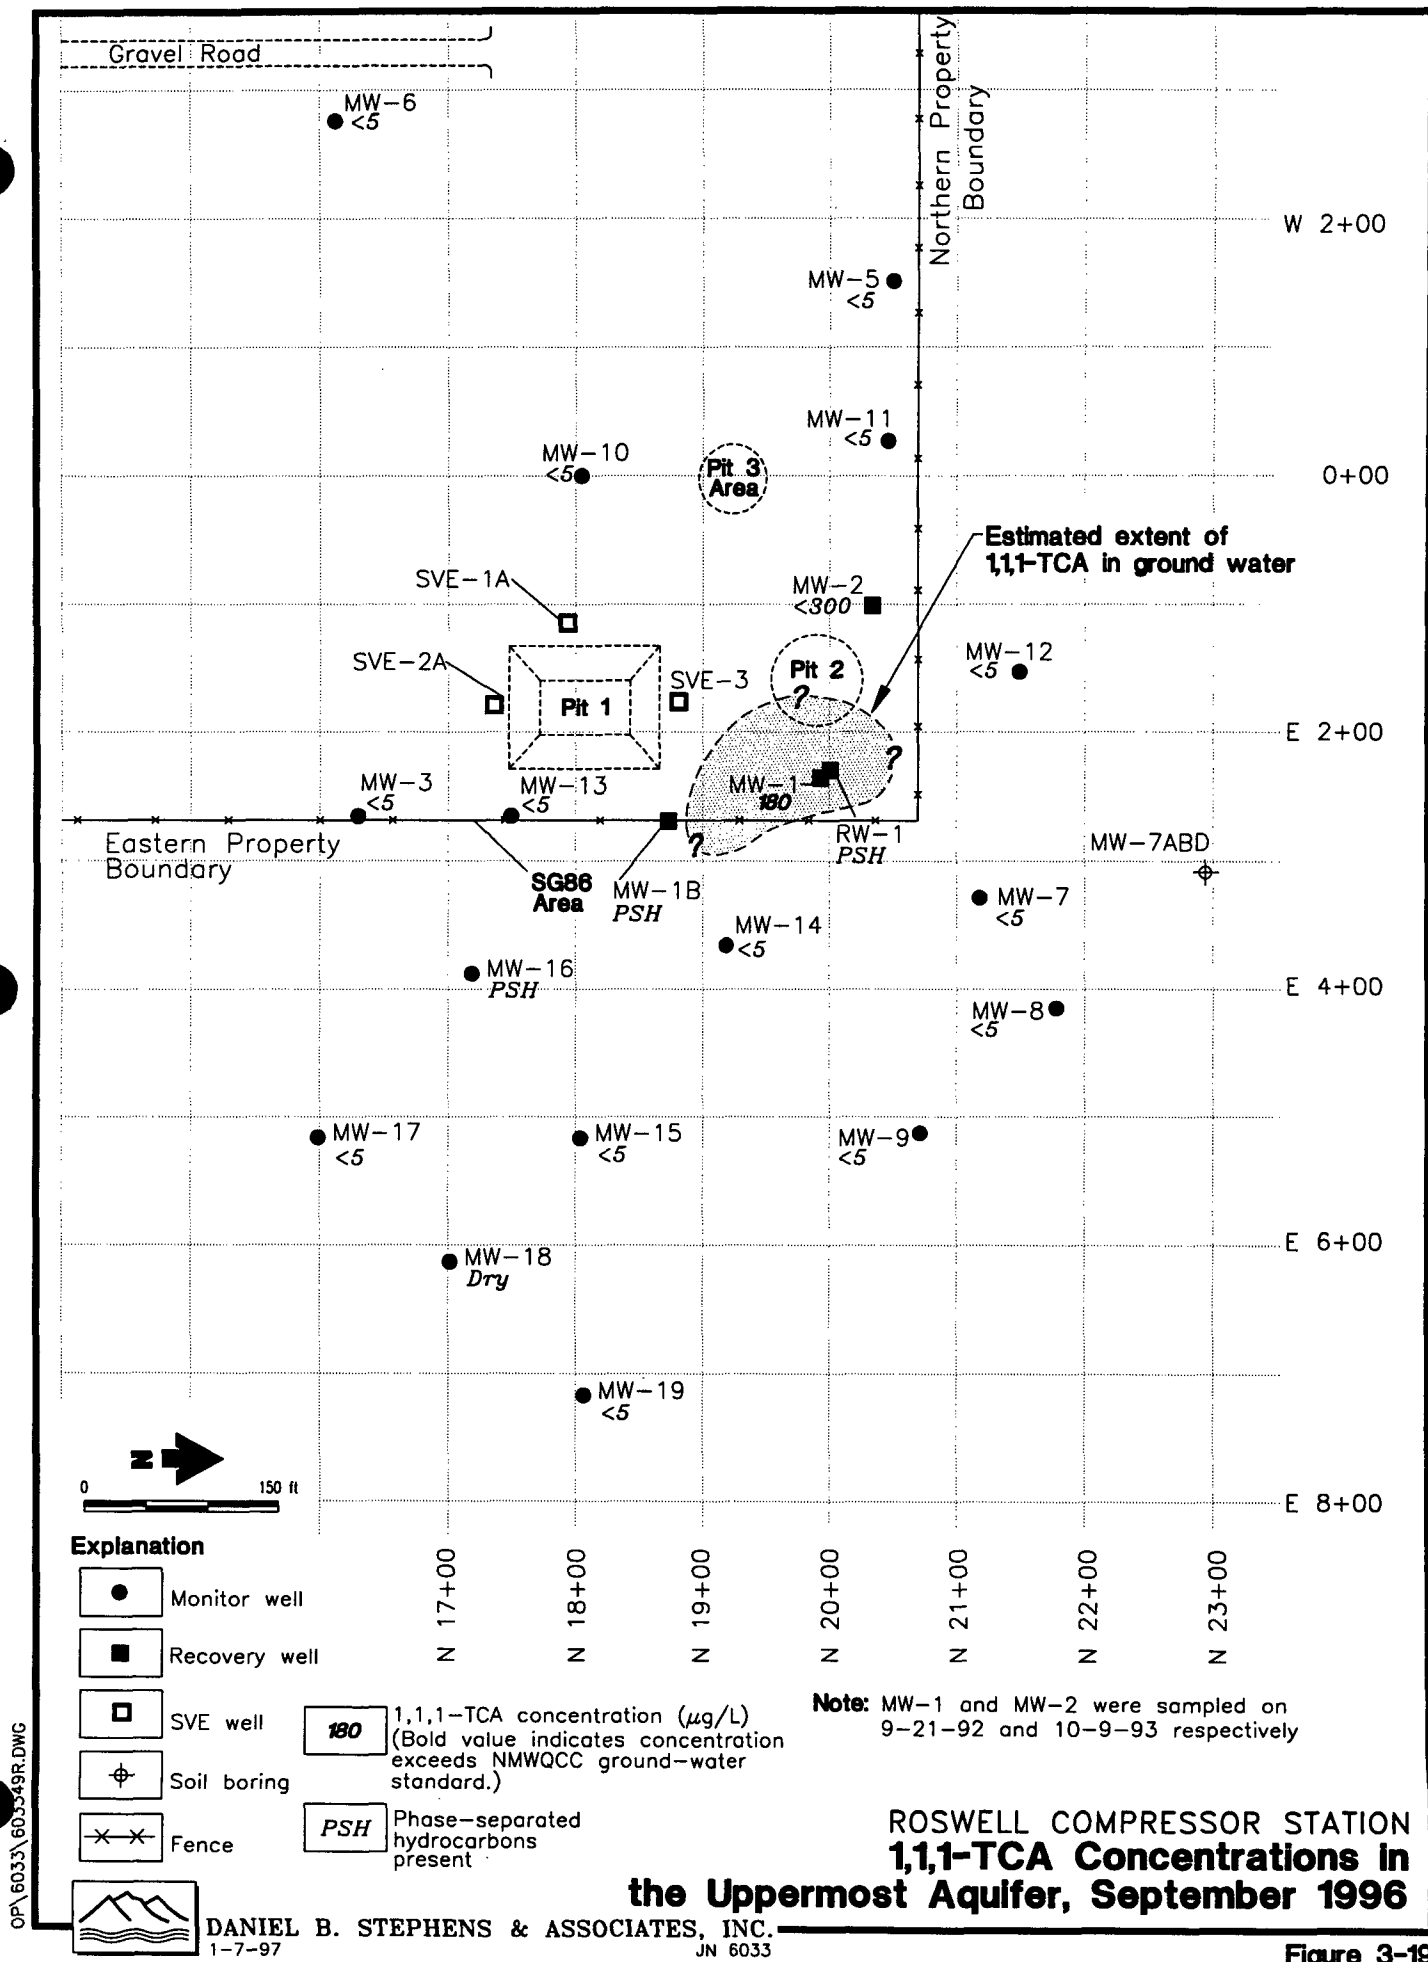 Gravel Road
MW-6
<5
Northern Property
Boundary
W 2+00
MW-5
<5
MW-11
<5
MW-10
<5
Pit 3
Area
0+00
Estimated extent of
1,1,1-TCA in ground water
SVE-1A
MW-2
<300
MW-12
<5
SVE-2A
SVE-3
Pit 2
?
Pit 1
E 2+00
?
MW-3
<5
MW-13
<5
MW-1
180
RW-1
PSH
?
Eastern Property
Boundary
SG86
Area
MW-1B
PSH
MW-7ABD
MW-7
<5
MW-14
<5
MW-16
PSH
E 4+00
MW-8
<5
MW-17
<5
MW-15
<5
MW-9
<5
E 6+00
MW-18
Dry
MW-19
<5
N
0 150 ft
E 8+00
N 17+00
N 18+00
N 19+00
N 20+00
N 21+00
N 22+00
N 23+00
Explanation
Monitor well
Recovery well
SVE well
Soil boring
Fence
180
1,1,1-TCA concentration (μg/L)
(Bold value indicates concentration
exceeds NMWQCC ground-water
standard.)
PSH
Phase-separated
hydrocarbons
present
Note: MW-1 and MW-2 were sampled on
9-21-92 and 10-9-93 respectively
ROSWELL COMPRESSOR STATION
1,1,1-TCA Concentrations in
the Uppermost Aquifer, September 1996
OP\6033\603349R.DWG
DANIEL B. STEPHENS & ASSOCIATES, INC.
1-7-97
JN 6033
Figure 3-19